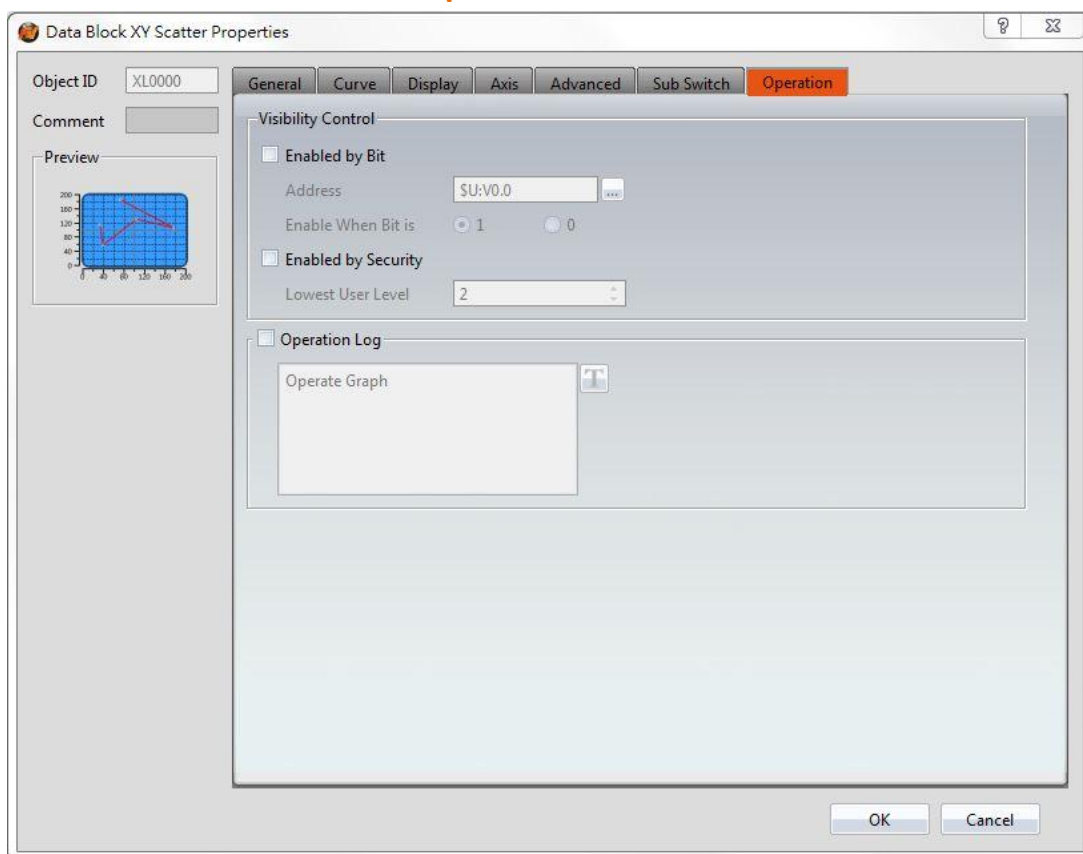 Data Block XY Scatter Properties
Object ID XL0000
Comment
Preview
200
160
120
80
40
0
0 40 80 120 160 200
General Curve Display Axis Advanced Sub Switch Operation
Visibility Control
Enabled by Bit
Address $U:V0.0 ...
Enable When Bit is 1 0
Enabled by Security
Lowest User Level 2
Operation Log
Operate Graph T
OK Cancel